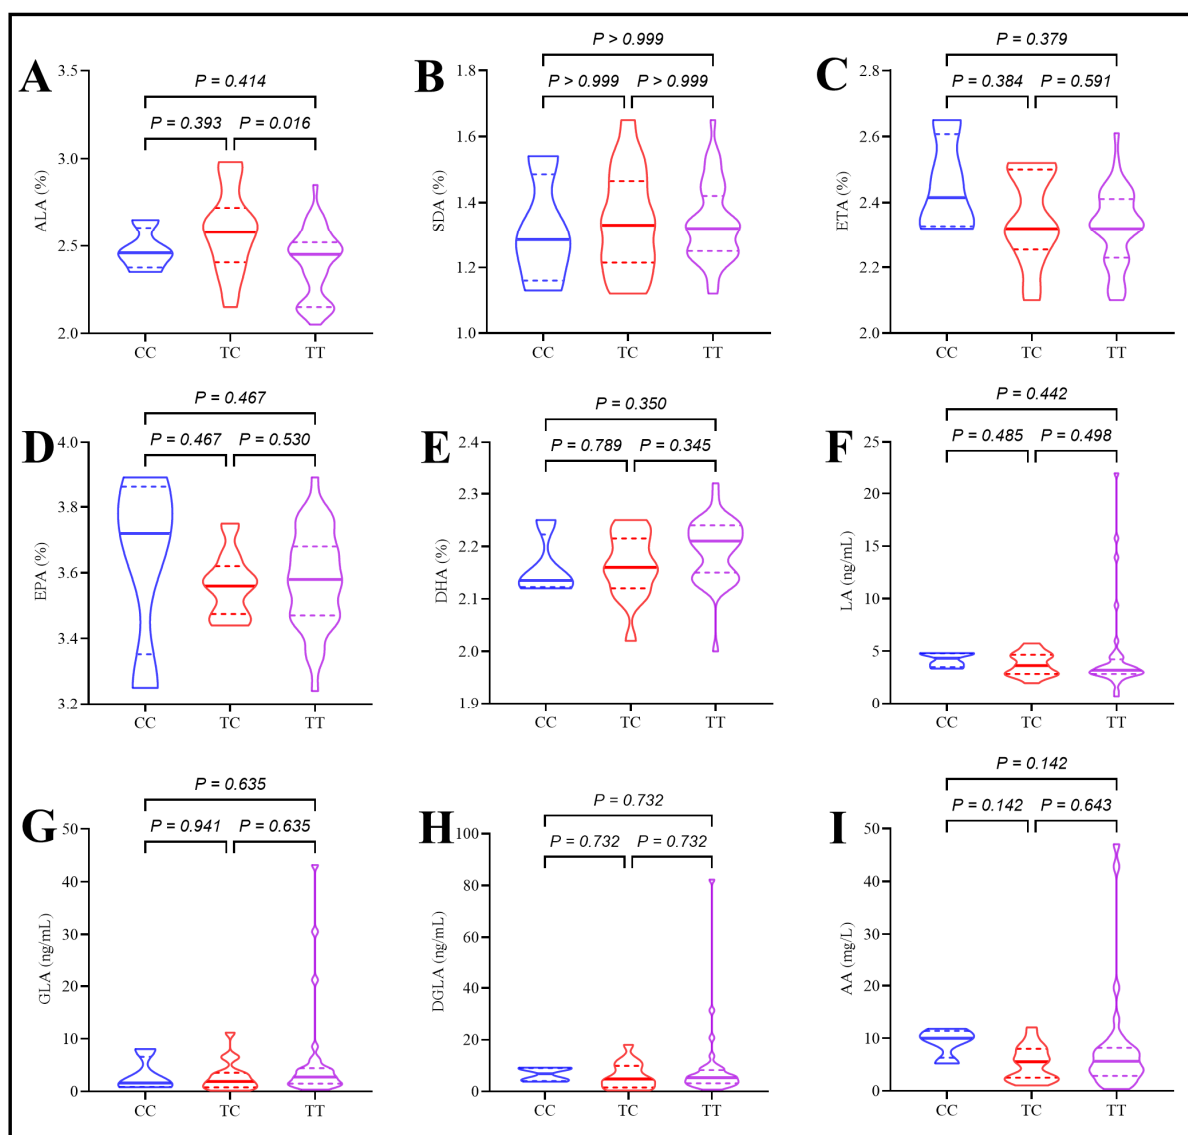 A
P = 0.414
P = 0.393 P = 0.016
ALA (%)
3.5
3.0
2.5
2.0
CC TC TT
B
P > 0.999
P > 0.999 P > 0.999
SDA (%)
1.8
1.6
1.4
1.2
1.0
CC TC TT
C
P = 0.379
P = 0.384 P = 0.591
ETA (%)
2.8
2.6
2.4
2.2
2.0
CC TC TT
D
P = 0.467
P = 0.467 P = 0.530
EPA (%)
4.0
3.8
3.6
3.4
3.2
CC TC TT
E
P = 0.350
P = 0.789 P = 0.345
DHA (%)
2.4
2.3
2.2
2.1
2.0
1.9
CC TC TT
F
P = 0.442
P = 0.485 P = 0.498
LA (ng/mL)
25
20
15
10
5
0
CC TC TT
G
P = 0.635
P = 0.941 P = 0.635
GLA (ng/mL)
50
40
30
20
10
0
CC TC TT
H
P = 0.732
P = 0.732 P = 0.732
DGLA (ng/mL)
100
80
60
40
20
0
CC TC TT
I
P = 0.142
P = 0.142 P = 0.643
AA (mg/L)
50
40
30
20
10
0
CC TC TT